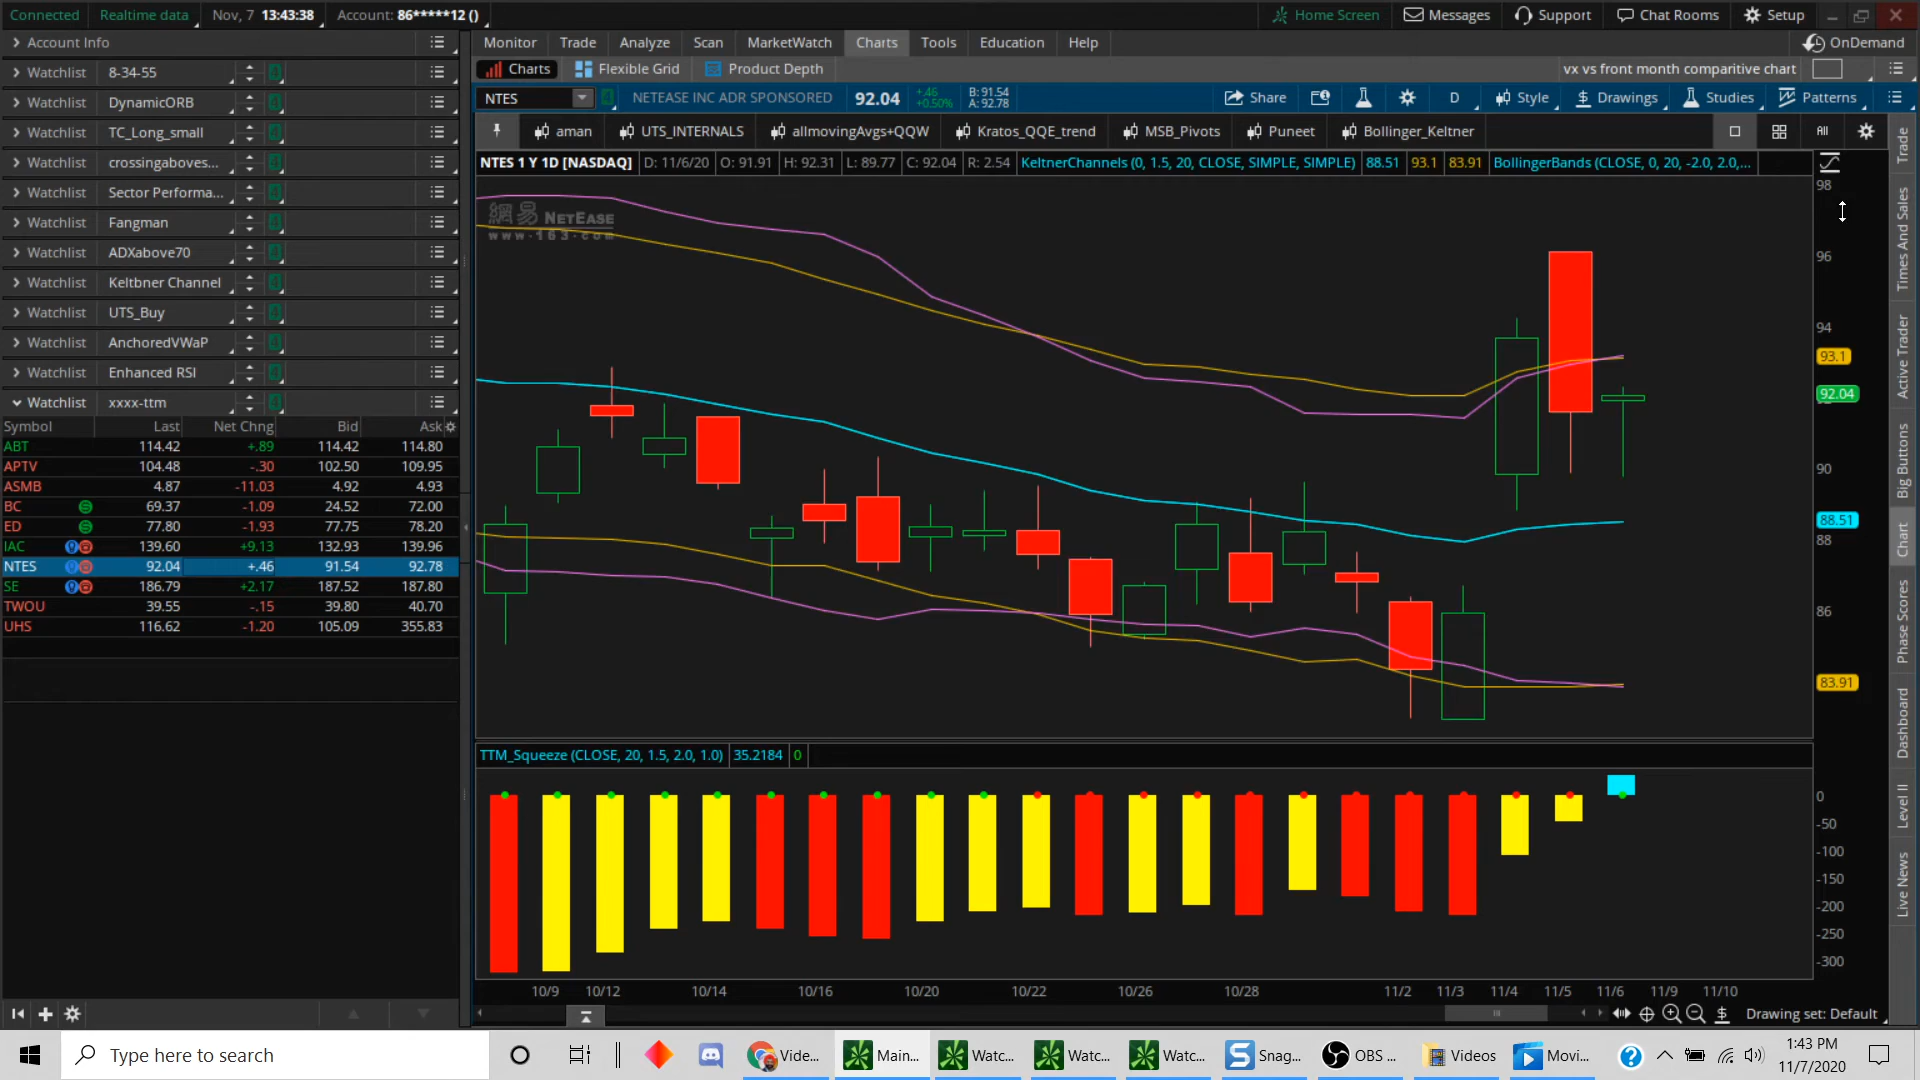 Connected Realtime data Nov, 7 13:43:38 Account: 86*****12 () Home Screen Messages Support Chat Rooms Setup
Account Info
Monitor Trade Analyze Scan MarketWatch Charts Tools Education Help OnDemand
Charts Flexible Grid Product Depth vx vs front month comparitive chart
NTES NETEASE INC ADR SPONSORED 92.04 +.46 +0.50% B: 91.54 A: 92.78 Share D Style Drawings Studies Patterns
aman UTS_INTERNALS allmovingAvgs+QQW Kratos_QQE_trend MSB_Pivots Puneet Bollinger_Keltner All
NTES 1 Y 1D [NASDAQ] D: 11/6/20 O: 91.91 H: 92.31 L: 89.77 C: 92.04 R: 2.54 KeltnerChannels (0, 1.5, 20, CLOSE, SIMPLE, SIMPLE) 88.51 93.1 83.91 BollingerBands (CLOSE, 0, 20, -2.0, 2.0,...
Watchlist 8-34-55
Watchlist DynamicORB
Watchlist TC_Long_small
Watchlist crossingaboves...
Watchlist Sector Performa...
Watchlist Fangman
Watchlist ADXabove70
Watchlist Keltbner Channel
Watchlist UTS_Buy
Watchlist AnchoredVWaP
Watchlist Enhanced RSI
Watchlist xxxx-ttm
Symbol Last Net Chng Bid Ask
ABT 114.42 +.89 114.42 114.80
APTV 104.48 -.30 102.50 109.95
ASMB 4.87 -11.03 4.92 4.93
BC 69.37 -1.09 24.52 72.00
ED 77.80 -1.93 77.75 78.20
IAC 139.60 +9.13 132.93 139.96
NTES 92.04 +.46 91.54 92.78
SE 186.79 +2.17 187.52 187.80
TWOU 39.55 -.15 39.80 40.70
UHS 116.62 -1.20 105.09 355.83
網易 NETEASE
www.163.com
98
96
94
93.1
92.04
90
88.51
88
86
83.91
TTM_Squeeze (CLOSE, 20, 1.5, 2.0, 1.0) 35.2184 0
0
-50
-100
-150
-200
-250
-300
10/9 10/12 10/14 10/16 10/20 10/22 10/26 10/28 11/2 11/3 11/4 11/5 11/6 11/9 11/10
Drawing set: Default
Trade
Times And Sales
Active Trader
Big Buttons
Chart
Phase Scores
Dashboard
Level II
Live News
Type here to search Vide... Main... Watc... Watc... Watc... Snag... OBS ... Videos Movi... 1:43 PM
11/7/2020